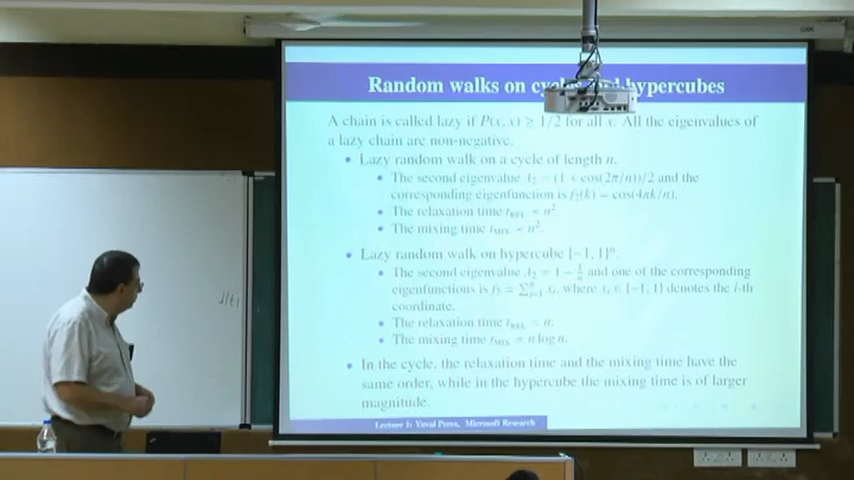 Random walks on cycles and hypercubes
A chain is called lazy if P(x, x) ≥ 1/2 for all x. All the eigenvalues of
a lazy chain are non-negative.
• Lazy random walk on a cycle of length n.
• The second eigenvalue λ₂ = (1 + cos(2π/n))/2 and the
corresponding eigenfunction is f₂(k) = cos(4πk/n).
• The relaxation time t_REL ≍ n².
• The mixing time t_MIX ≍ n².
• Lazy random walk on hypercube {−1, 1}ⁿ.
• The second eigenvalue λ₂ = 1 − 1/n and one of the corresponding
eigenfunctions is f₂ = ∑ⁿᵢ₌₁ xᵢ, where xᵢ ∈ {−1, 1} denotes the i-th
coordinate.
• The relaxation time t_REL = n.
• The mixing time t_MIX ≍ n log n.
• In the cycle, the relaxation time and the mixing time have the
same order, while in the hypercube the mixing time is of larger
magnitude.
Lecture 1: Yuval Peres, Microsoft Research